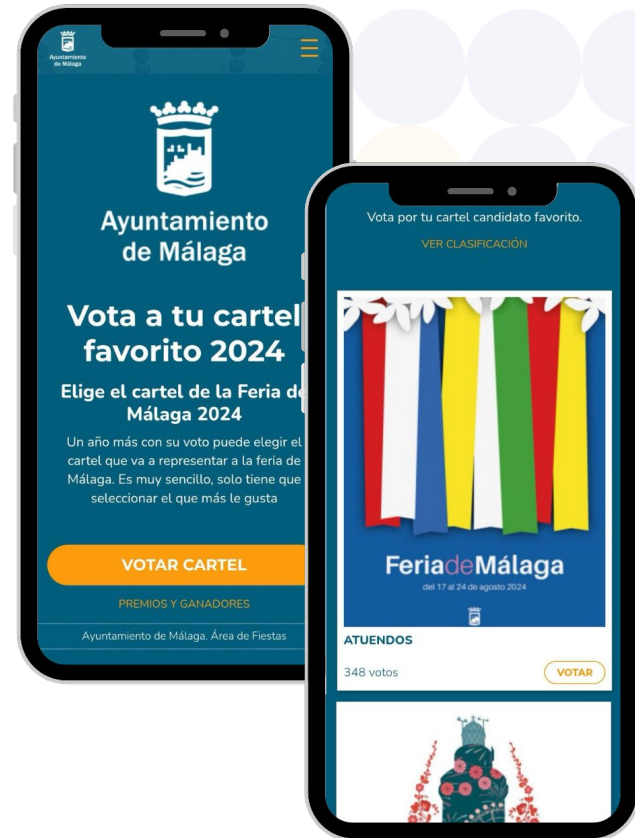 Ayuntamiento
de Málaga
Ayuntamiento
de Málaga
Vota a tu cartel
favorito 2024
Elige el cartel de la Feria de
Málaga 2024
Un año más con su voto puede elegir el
cartel que va a representar a la feria de
Málaga. Es muy sencillo, solo tiene que
seleccionar el que más le gusta
VOTAR CARTEL
PREMIOS Y GANADORES
Ayuntamiento de Málaga. Área de Fiestas
Vota por tu cartel candidato favorito.
VER CLASIFICACIÓN
FeriadeMálaga
del 17 al 24 de agosto 2024
ATUENDOS
348 votos
VOTAR